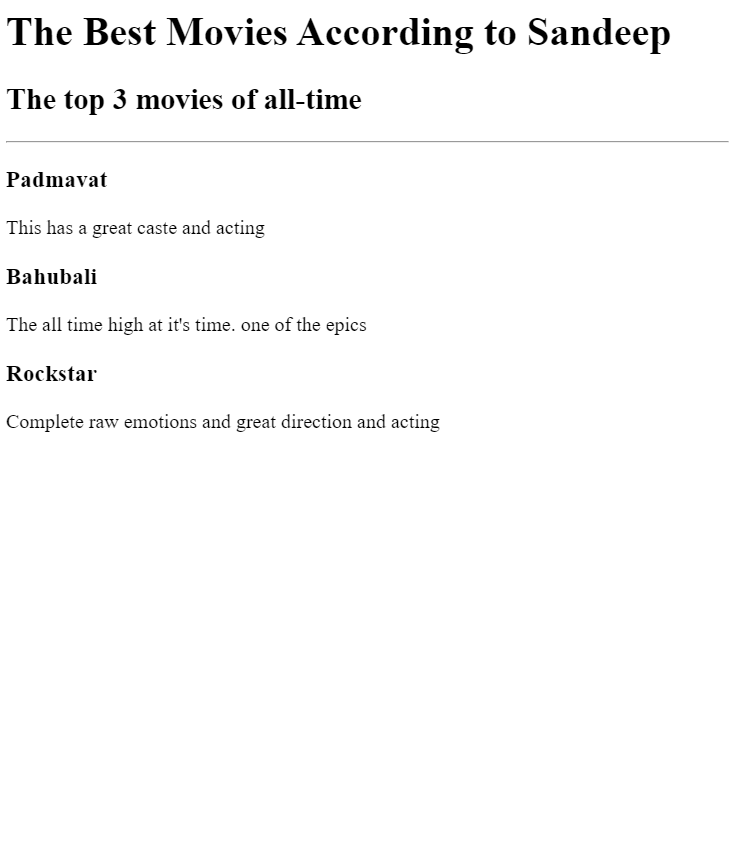 The Best Movies According to Sandeep
The top 3 movies of all-time
Padmavat
This has a great caste and acting
Bahubali
The all time high at it's time. one of the epics
Rockstar
Complete raw emotions and great direction and acting